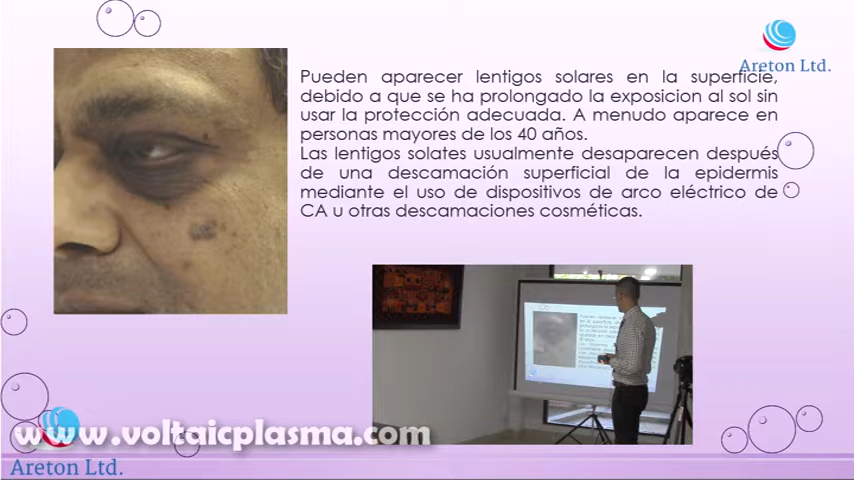 Areton Ltd.
Pueden aparecer lentigos solares en la superficie,
debido a que se ha prolongado la exposicion al sol sin
usar la protección adecuada. A menudo aparece en
personas mayores de los 40 años.
Las lentigos solates usualmente desaparecen después
de una descamación superficial de la epidermis
mediante el uso de dispositivos de arco eléctrico de
CA u otras descamaciones cosméticas.
www.voltaicplasma.com
Areton Ltd.